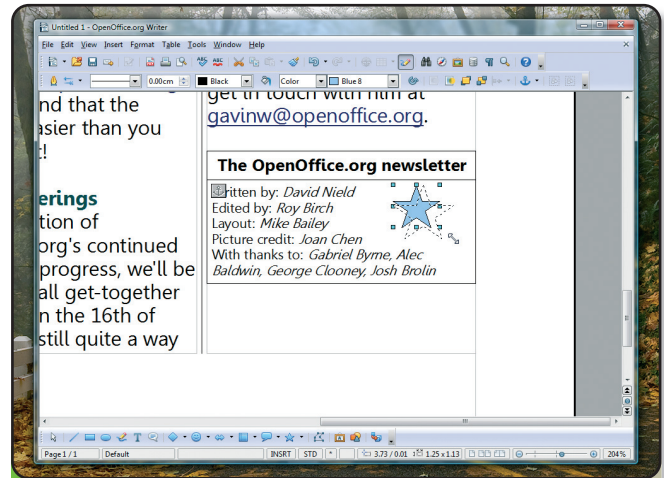 Untitled 1 - OpenOffice.org Writer
File Edit View Insert Format Table Tools Window Help
0.00cm Black Color Blue 8
nd that the
asier than you
t!
erings
tion of
org's continued
progress, we'll be
all get-together
n the 16th of
still quite a way
get in touch with him at
gavinw@openoffice.org.
The OpenOffice.org newsletter
ritten by: David Nield
Edited by: Roy Birch
Layout: Mike Bailey
Picture credit: Joan Chen
With thanks to: Gabriel Byrne, Alec
Baldwin, George Clooney, Josh Brolin
Page 1 / 1 Default INSRT STD * 3.73 / 0.01 1.25 x 1.13 204%